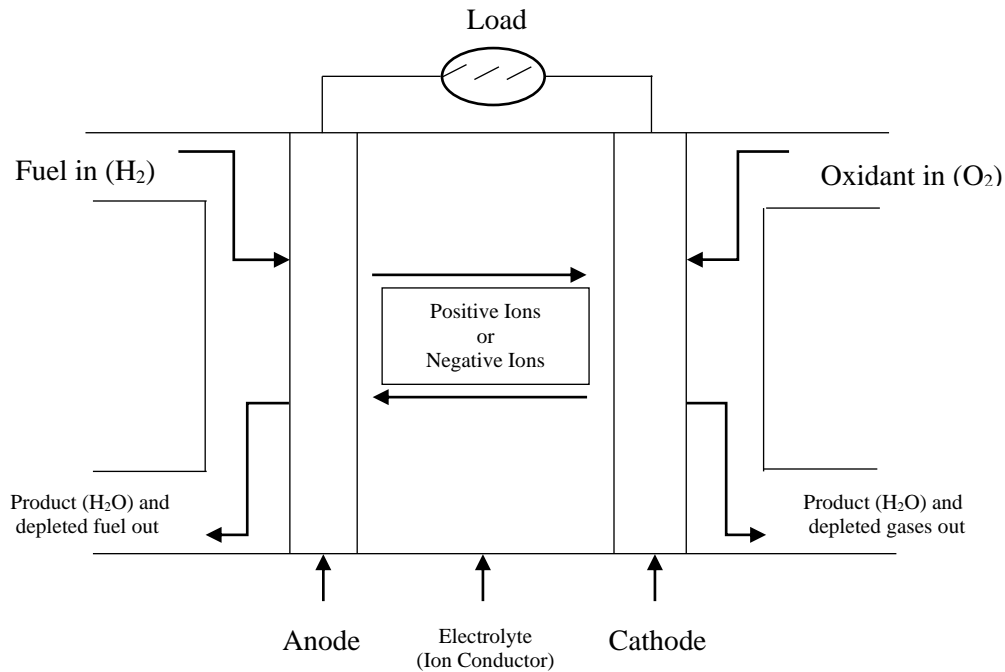 Load
Fuel in (H₂)
Oxidant in (O₂)
Positive Ions
or
Negative Ions
Product (H₂O) and
depleted fuel out
Product (H₂O) and
depleted gases out
Anode
Electrolyte
(Ion Conductor)
Cathode